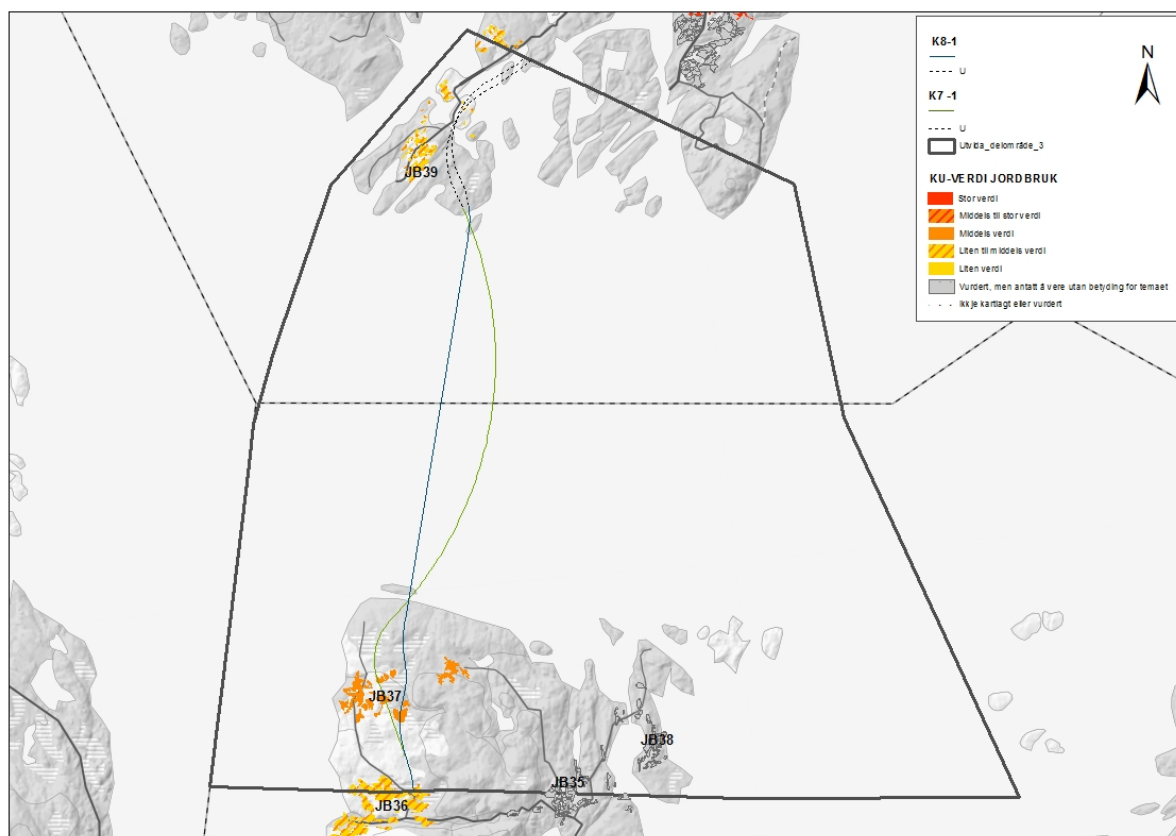 K8-1
U
K7 -1
U
Utvida_delområde_3
KU-VERDI JORDBRUK
Stor verdi
Middels til stor verdi
Middels verdi
Liten til middels verdi
Liten verdi
Vurdert, men antatt å vere utan betyding for temaet
Ikkje kartlagt eller vurdert
N
JB39
JB37
JB38
JB35
JB36